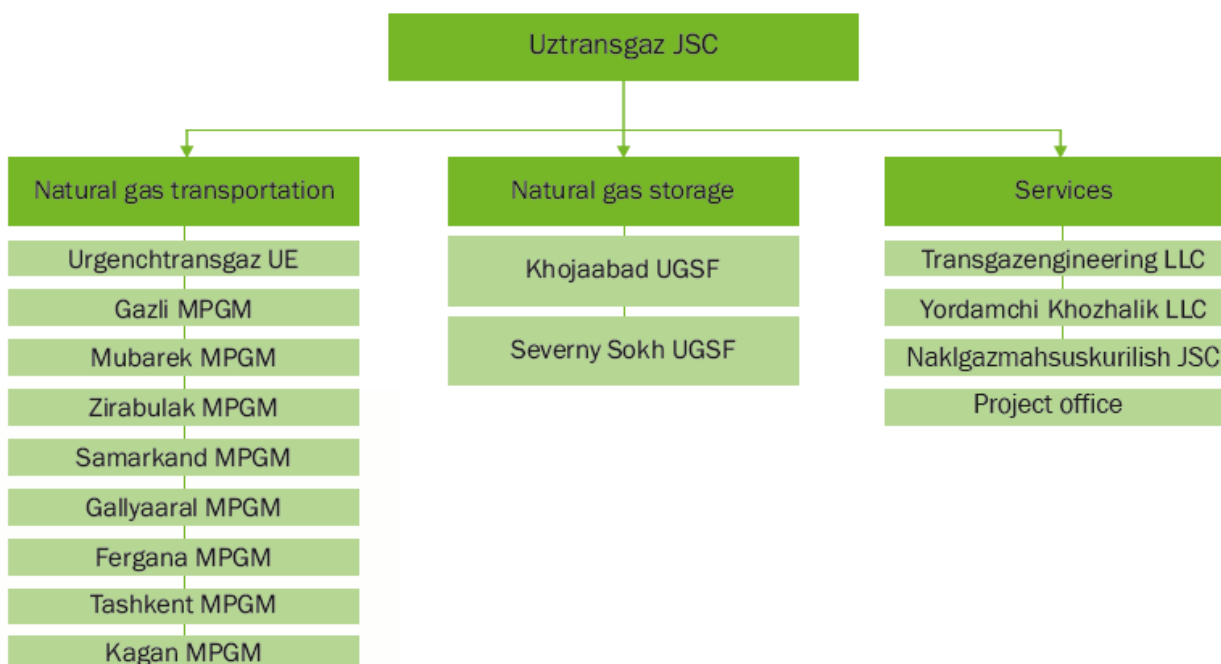 Uztransgaz JSC
Natural gas transportation
Urgenchtransgaz UE
Gazli MPGM
Mubarek MPGM
Zirabulak MPGM
Samarkand MPGM
Gallyaaral MPGM
Fergana MPGM
Tashkent MPGM
Kagan MPGM
Natural gas storage
Khojaabad UGSF
Severny Sokh UGSF
Services
Transgazengineering LLC
Yordamchi Khozhalik LLC
Naklgazmahsuskurilish JSC
Project office